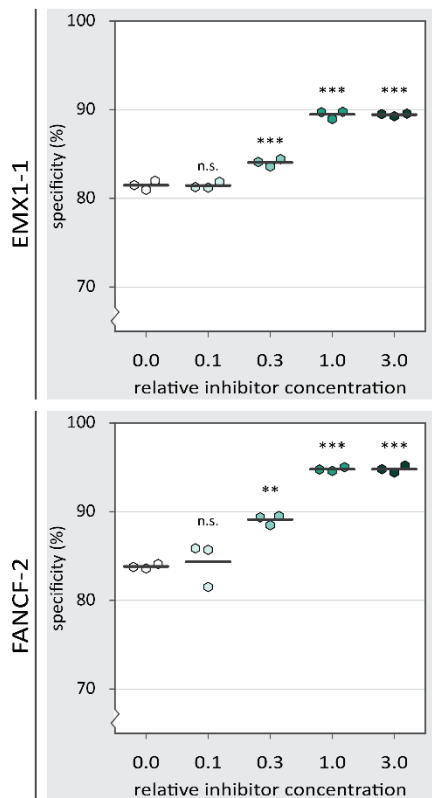 EMX1-1
specificity (%)
100
90
80
70
n.s.
***
***
***
0.0 0.1 0.3 1.0 3.0
relative inhibitor concentration
FANCF-2
specificity (%)
100
90
80
70
n.s.
**
***
***
0.0 0.1 0.3 1.0 3.0
relative inhibitor concentration